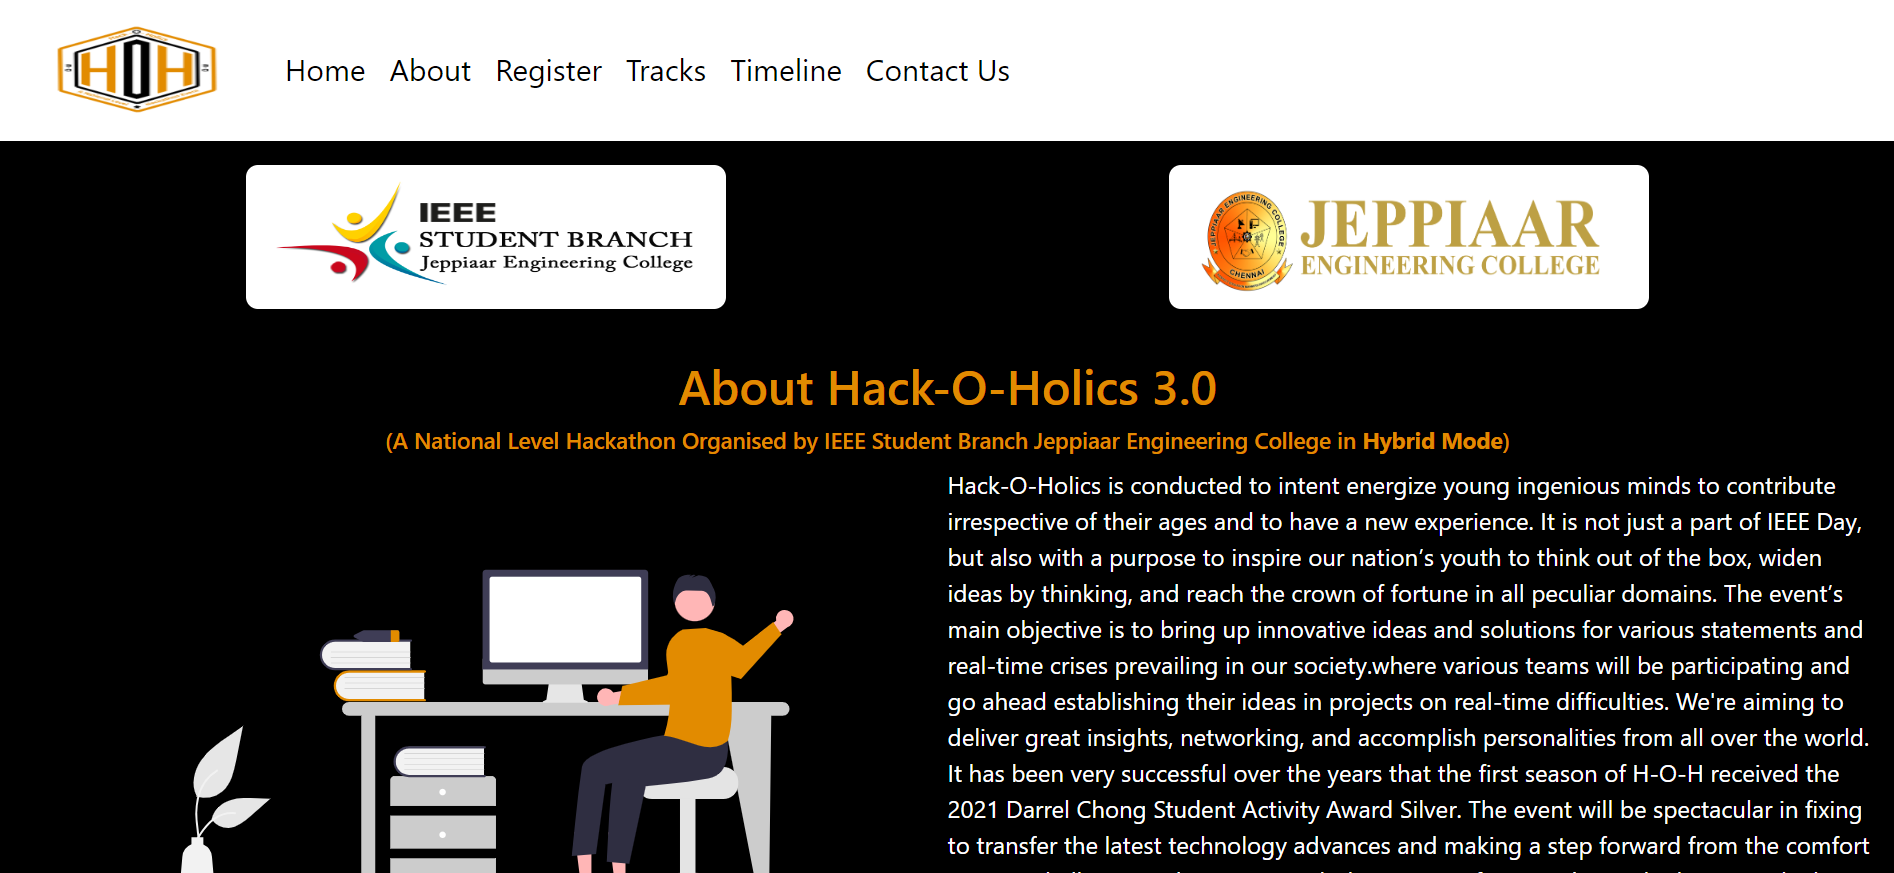 HOH
Home About Register Tracks Timeline Contact Us
IEEE
STUDENT BRANCH
Jeppiaar Engineering College
JEPPIAAR ENGINEERING COLLEGE
CHENNAI
JEPPIAAR
ENGINEERING COLLEGE
About Hack-O-Holics 3.0
(A National Level Hackathon Organised by IEEE Student Branch Jeppiaar Engineering College in Hybrid Mode)
Hack-O-Holics is conducted to intent energize young ingenious minds to contribute
irrespective of their ages and to have a new experience. It is not just a part of IEEE Day,
but also with a purpose to inspire our nation’s youth to think out of the box, widen
ideas by thinking, and reach the crown of fortune in all peculiar domains. The event’s
main objective is to bring up innovative ideas and solutions for various statements and
real-time crises prevailing in our society.where various teams will be participating and
go ahead establishing their ideas in projects on real-time difficulties. We're aiming to
deliver great insights, networking, and accomplish personalities from all over the world.
It has been very successful over the years that the first season of H-O-H received the
2021 Darrel Chong Student Activity Award Silver. The event will be spectacular in fixing
to transfer the latest technology advances and making a step forward from the comfort